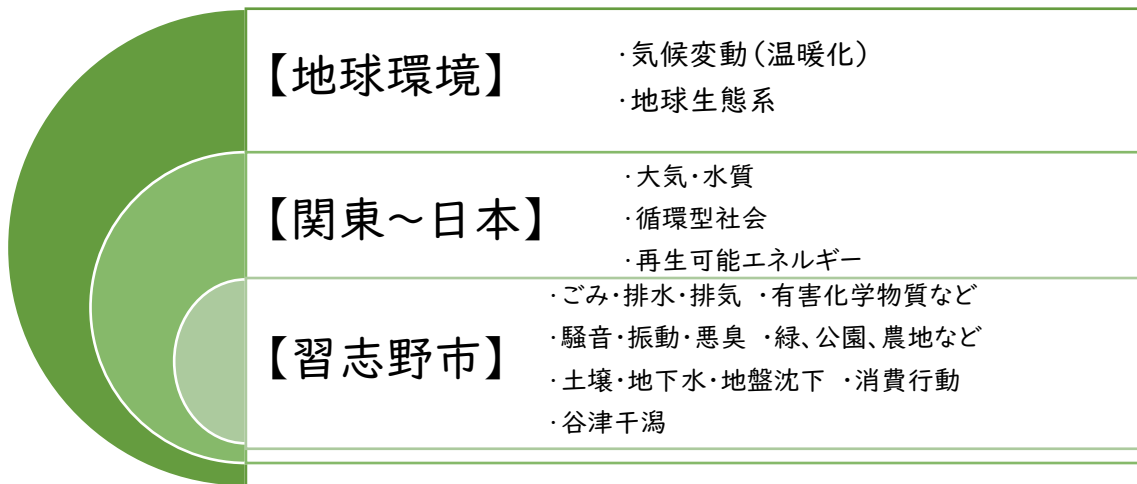 【地球環境】
・気候変動(温暖化)
・地球生態系
【関東~日本】
・大気・水質
・循環型社会
・再生可能エネルギー
【習志野市】
・ごみ・排水・排気 ・有害化学物質など
・騒音・振動・悪臭 ・緑、公園、農地など
・土壌・地下水・地盤沈下 ・消費行動
・谷津干潟